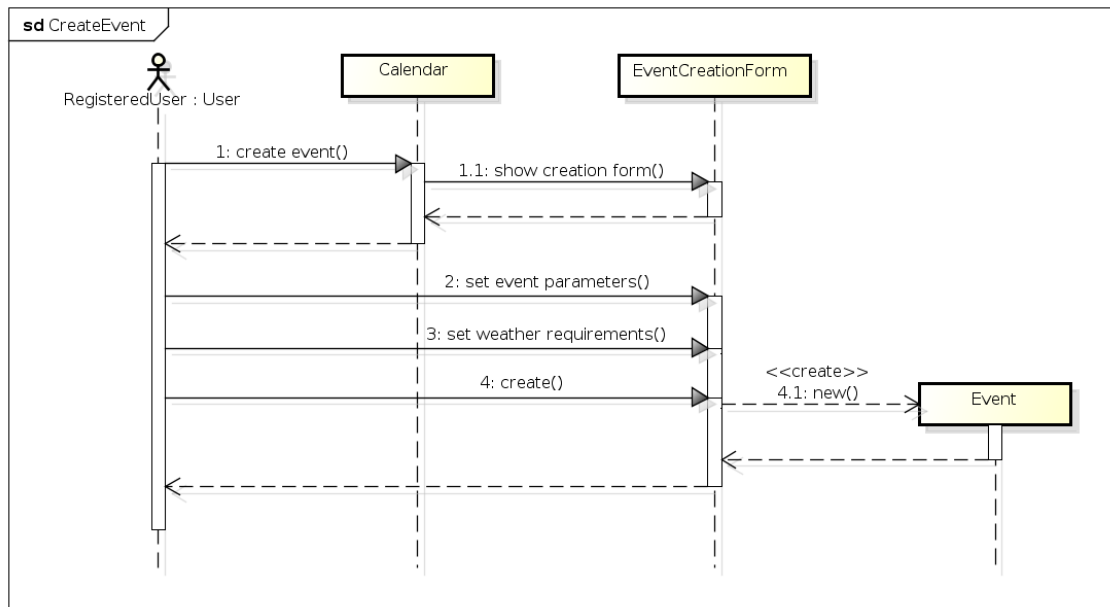 sd CreateEvent
Calendar
EventCreationForm
RegisteredUser : User
1: create event()
1.1: show creation form()
2: set event parameters()
3: set weather requirements()
4: create()
<<create>>
4.1: new()
Event